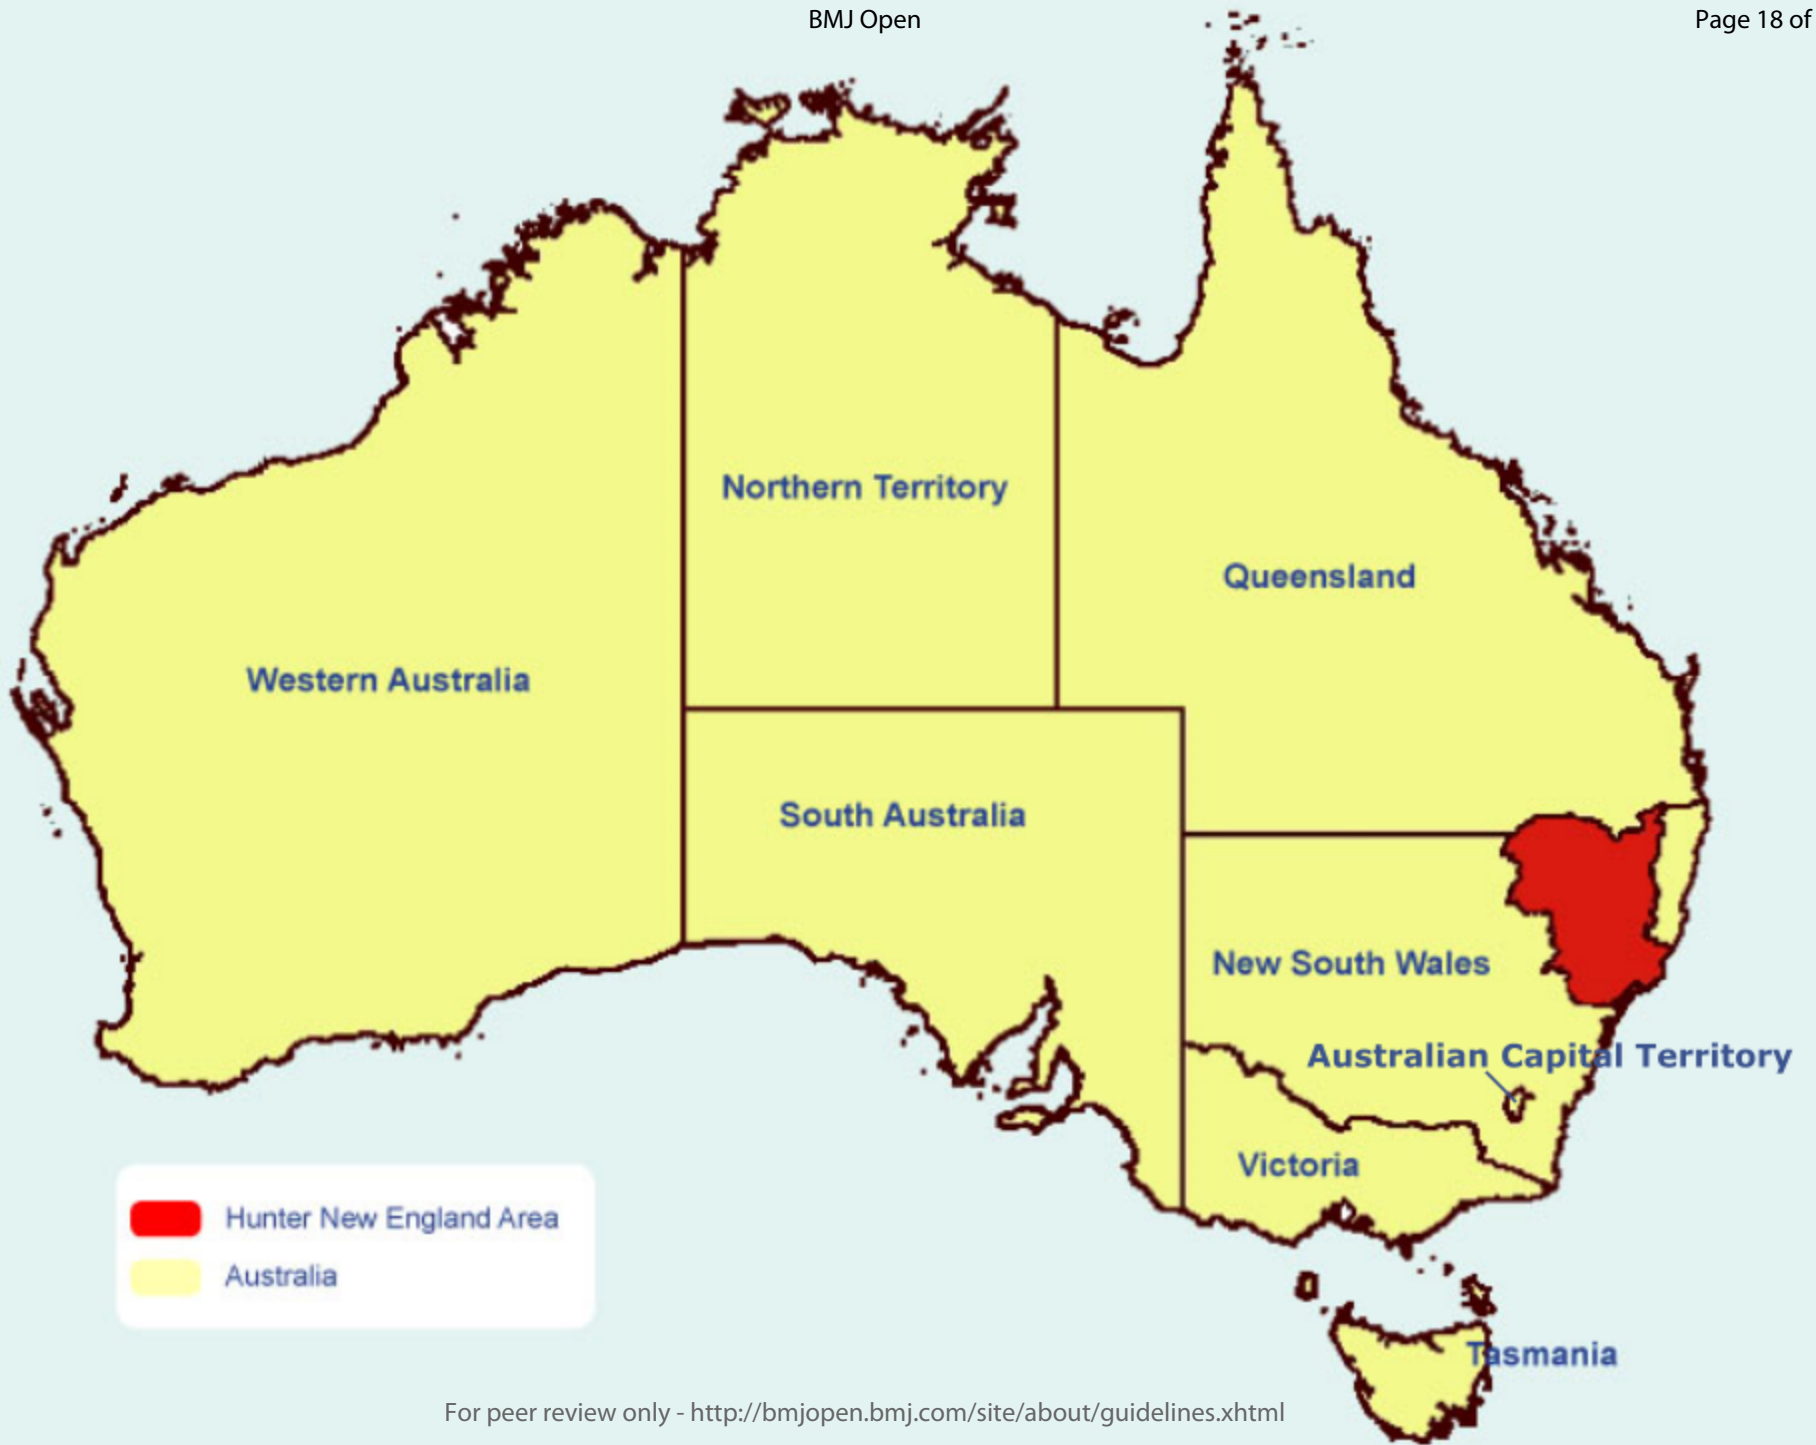 BMJ Open
Page 18 of
Northern Territory
Queensland
Western Australia
South Australia
New South Wales
Australian Capital Territory
Victoria
Hunter New England Area
Australia
Tasmania
For peer review only - http://bmjopen.bmj.com/site/about/guidelines.xhtml